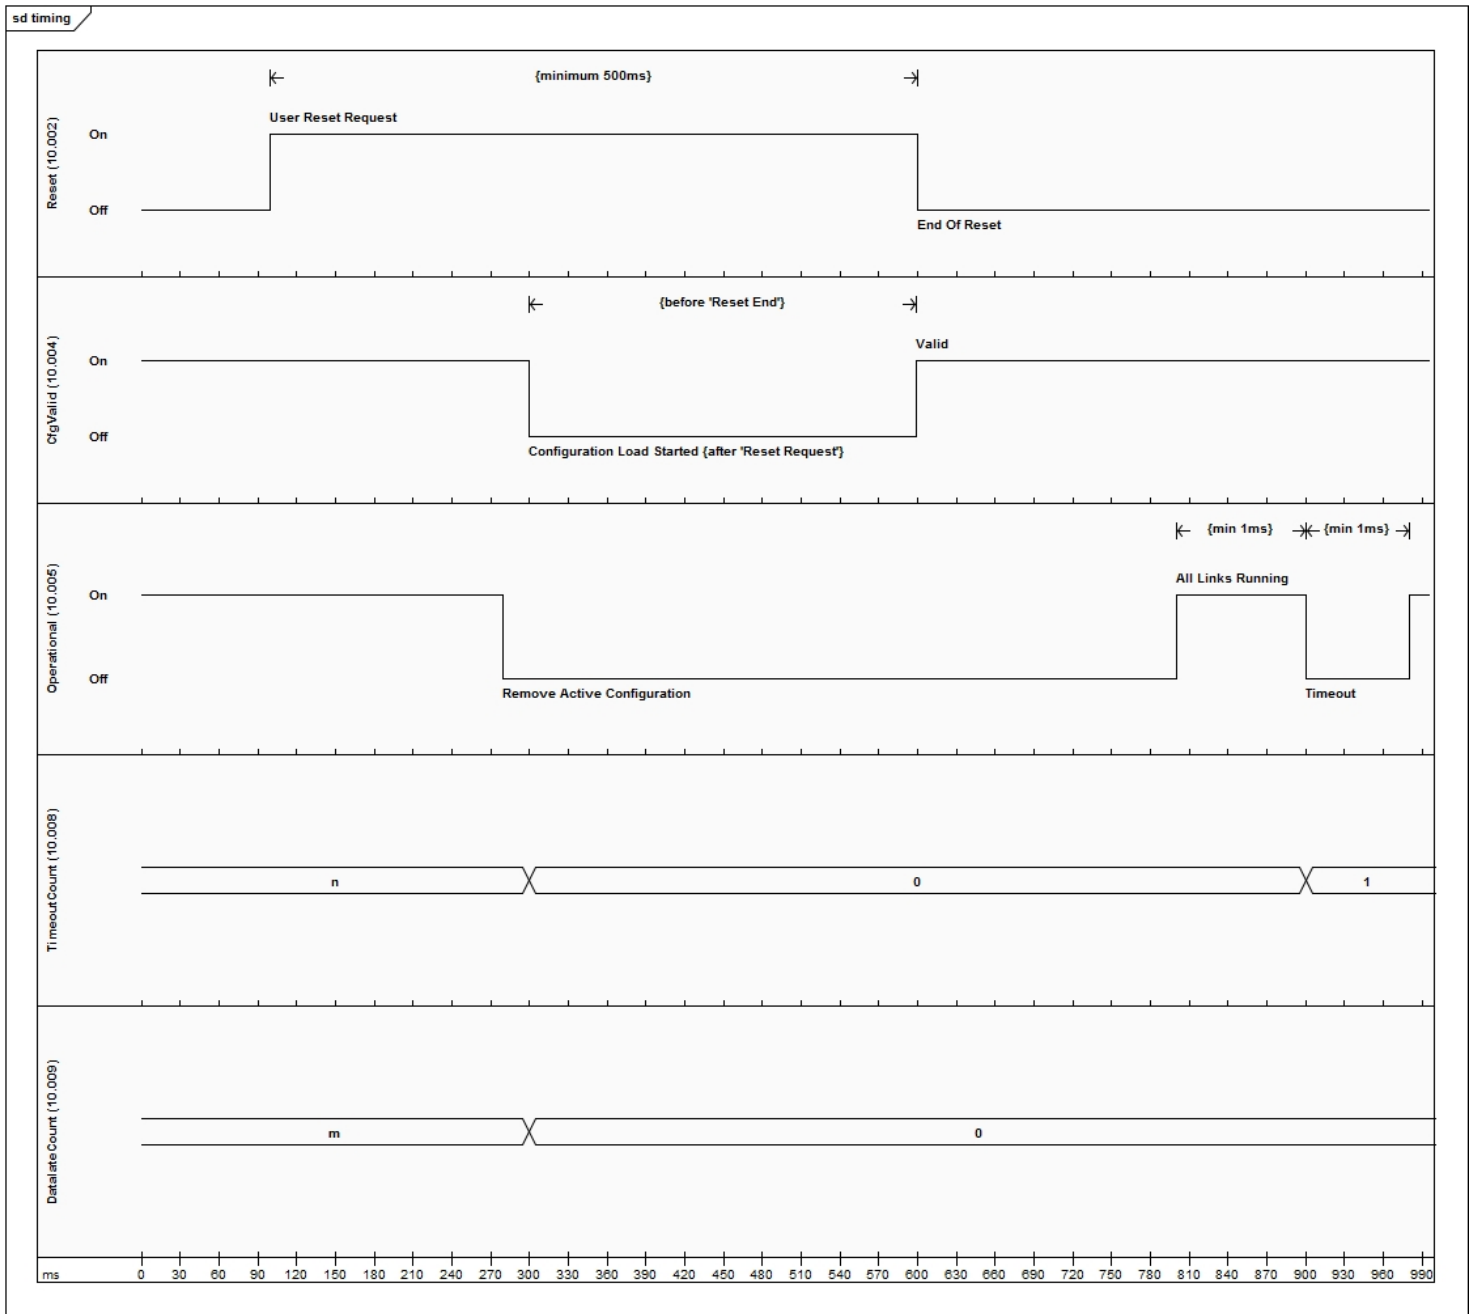 sd timing
{minimum 500ms}
User Reset Request
Reset (10.002)
On
Off
End Of Reset
{before 'Reset End'}
Valid
CfgValid (10.004)
On
Off
Configuration Load Started {after 'Reset Request'}
{min 1ms} {min 1ms}
All Links Running
Operational (10.005)
On
Off
Remove Active Configuration
Timeout
TimeoutCount (10.008)
n 0 1
DatalateCount (10.009)
m 0
ms 0 30 60 90 120 150 180 210 240 270 300 330 360 390 420 450 480 510 540 570 600 630 660 690 720 750 780 810 840 870 900 930 960 990